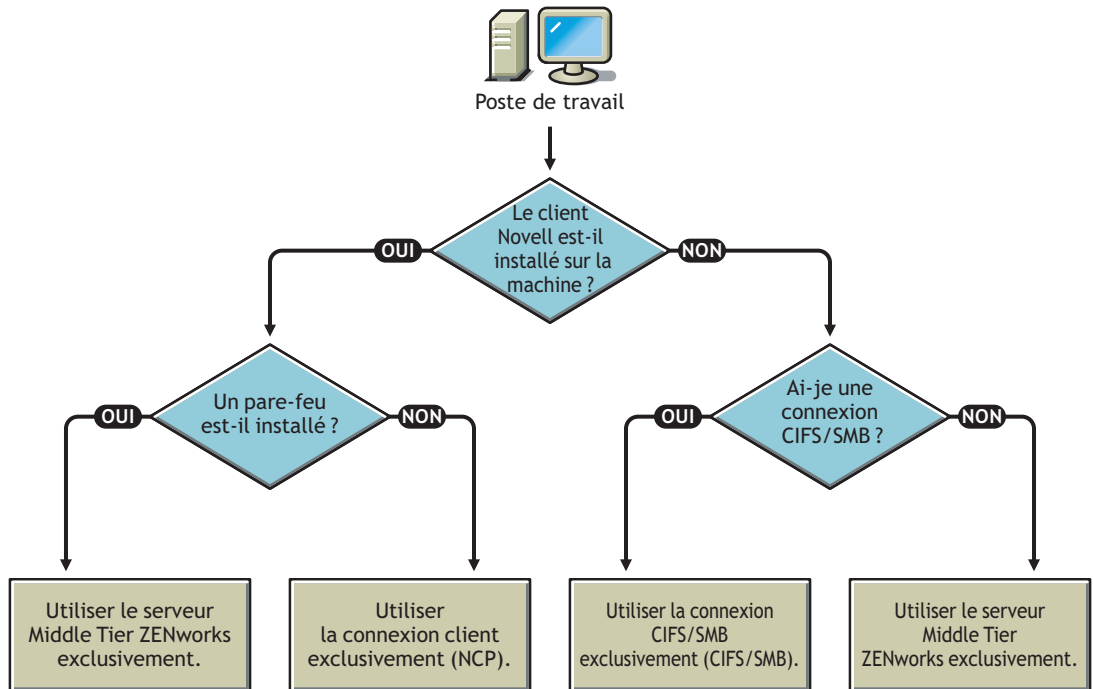 Poste de travail
Le client
Novell est-il
installé sur la
machine ?
OUI
NON
Un pare-feu
est-il installé ?
OUI
NON
Ai-je une
connexion
CIFS/SMB ?
OUI
NON
Utiliser le serveur
Middle Tier ZENworks
exclusivement.
Utiliser
la connexion client
exclusivement (NCP).
Utiliser la connexion
CIFS/SMB
exclusivement (CIFS/SMB).
Utiliser le serveur
Middle Tier
ZENworks exclusivement.